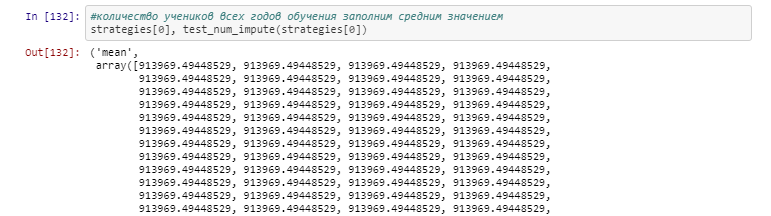 In [132]: #количество учеников всех годов обучения заполним средним значением
strategies[0], test_num_impute(strategies[0])
Out[132]: ('mean',
array([913969.49448529, 913969.49448529, 913969.49448529, 913969.49448529,
913969.49448529, 913969.49448529, 913969.49448529, 913969.49448529,
913969.49448529, 913969.49448529, 913969.49448529, 913969.49448529,
913969.49448529, 913969.49448529, 913969.49448529, 913969.49448529,
913969.49448529, 913969.49448529, 913969.49448529, 913969.49448529,
913969.49448529, 913969.49448529, 913969.49448529, 913969.49448529,
913969.49448529, 913969.49448529, 913969.49448529, 913969.49448529,
913969.49448529, 913969.49448529, 913969.49448529, 913969.49448529,
913969.49448529, 913969.49448529, 913969.49448529, 913969.49448529,
913969.49448529, 913969.49448529, 913969.49448529, 913969.49448529,
913969.49448529, 913969.49448529, 913969.49448529, 913969.49448529,
913969.49448529, 913969.49448529, 913969.49448529, 913969.49448529,